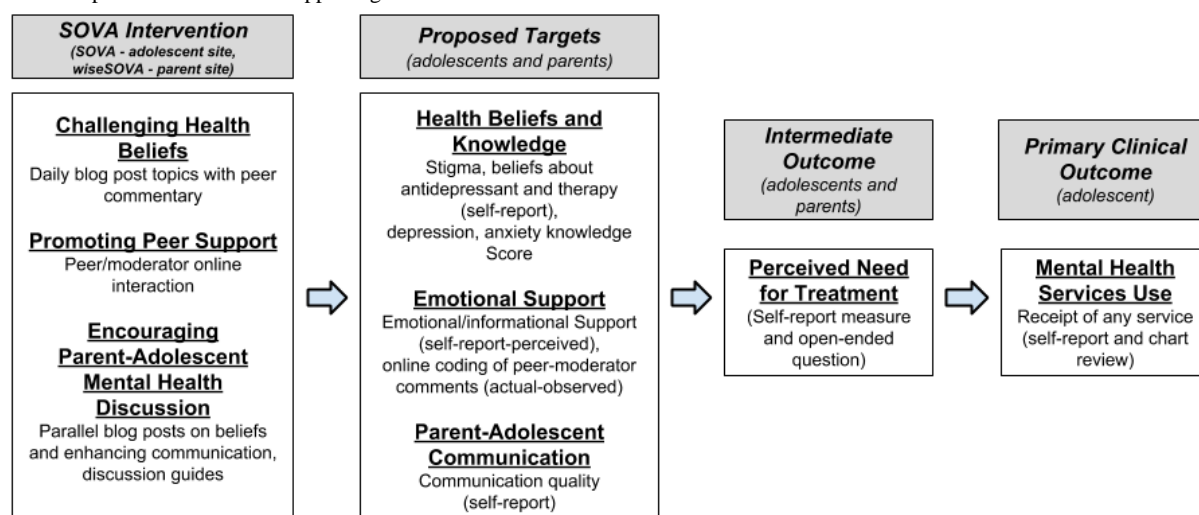 SOVA Intervention
(SOVA - adolescent site,
wiseSOVA - parent site)
Challenging Health
Beliefs
Daily blog post topics with peer
commentary
Promoting Peer Support
Peer/moderator online
interaction
Encouraging
Parent-Adolescent
Mental Health
Discussion
Parallel blog posts on beliefs
and enhancing communication,
discussion guides
Proposed Targets
(adolescents and parents)
Health Beliefs and
Knowledge
Stigma, beliefs about
antidepressant and therapy
(self-report),
depression, anxiety knowledge
Score
Emotional Support
Emotional/informational Support
(self-report-perceived),
online coding of peer-moderator
comments (actual-observed)
Parent-Adolescent
Communication
Communication quality
(self-report)
Intermediate
Outcome
(adolescents and
parents)
Perceived Need
for Treatment
(Self-report measure
and open-ended
question)
Primary Clinical
Outcome
(adolescent)
Mental Health
Services Use
Receipt of any service
(self-report and chart
review)